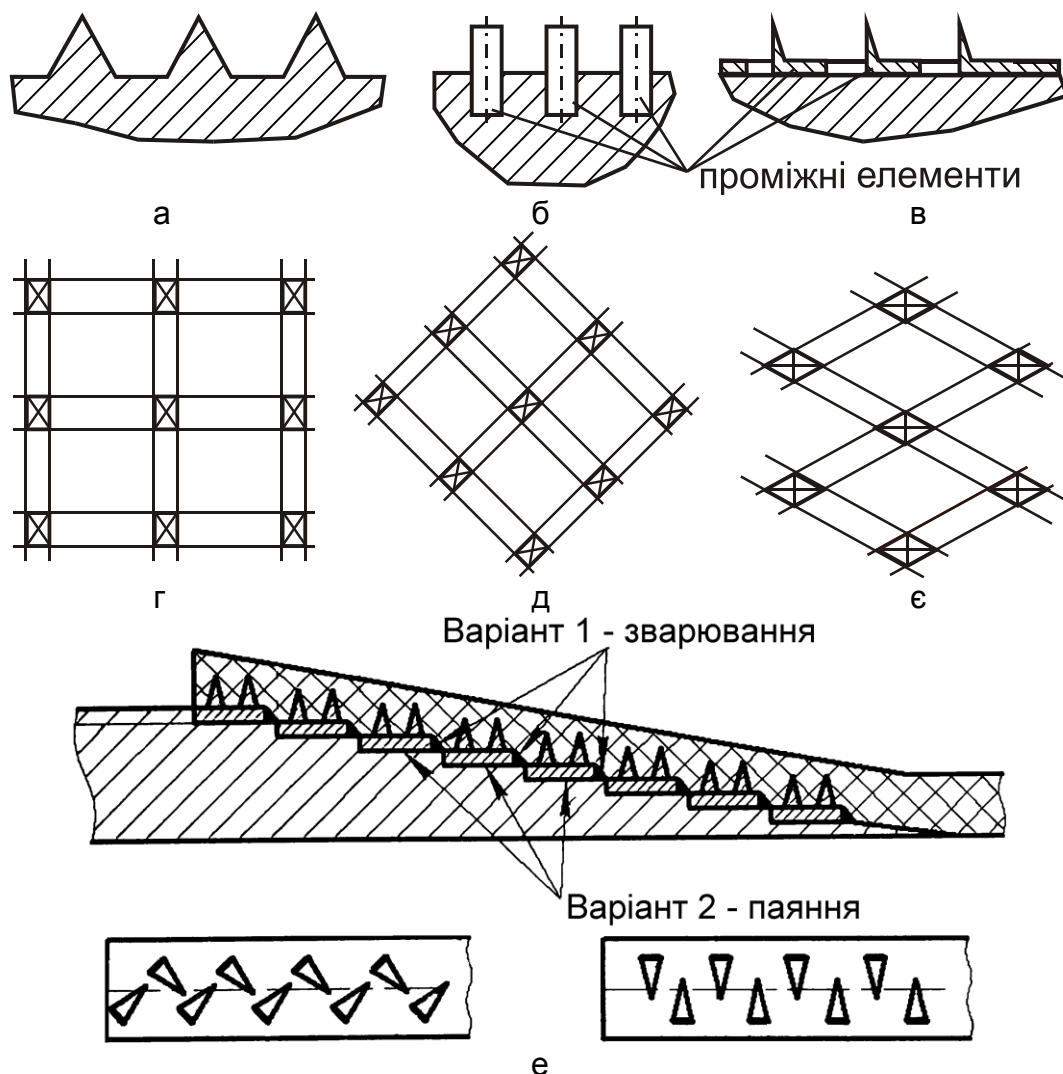 проміжні елементи
а
б
в
г
д
є
Варіант 1 - зварювання
Варіант 2 - паяння
е